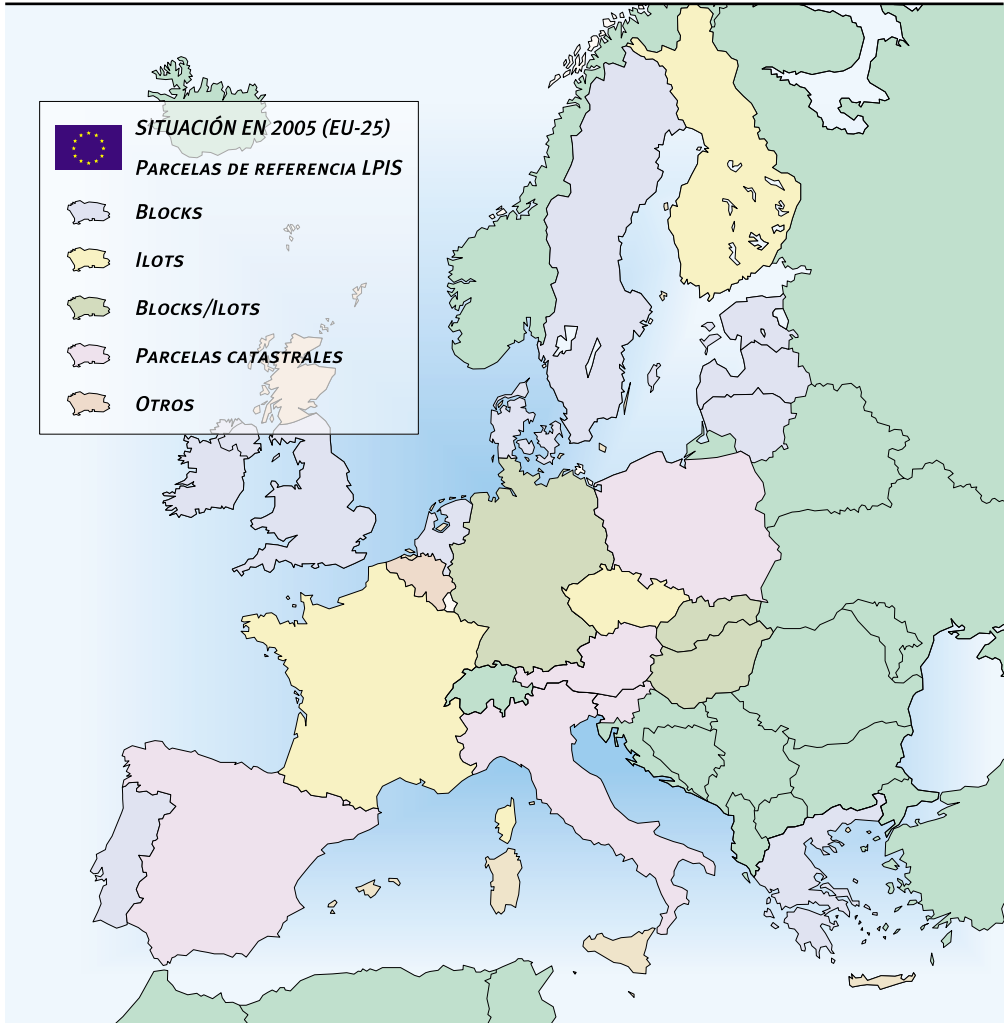 SITUACIÓN EN 2005 (EU-25)
PARCELAS DE REFERENCIA LPIS
BLOCKS
ILOTS
BLOCKS/ILOTS
PARCELAS CATASTRALES
OTROS